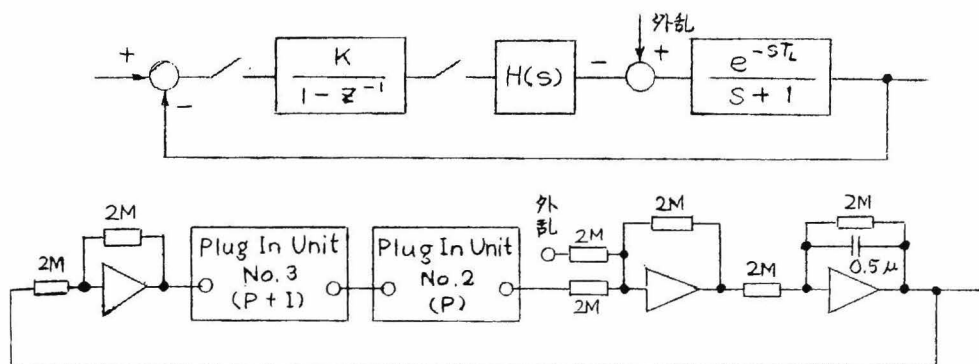 外乱
+
K
1 - z^{-1}
H(s)
-
+
e^{-sT_L}
s + 1
-
2M
2M
Plug In Unit
No.3
(P + I)
Plug In Unit
No.2
(P)
外乱
2M
2M
2M
2M
2M
0.5μ